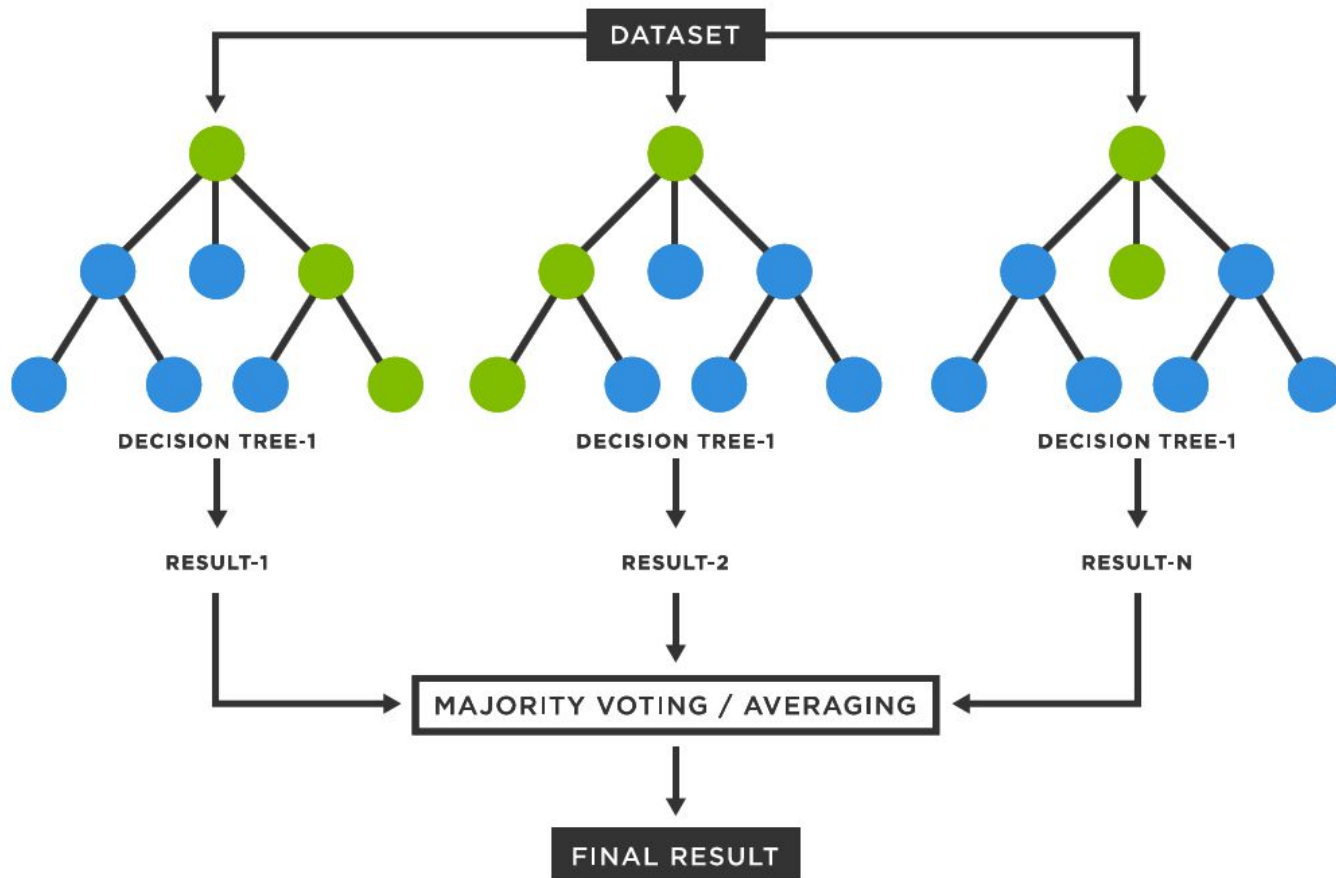 DATASET
DECISION TREE-1
DECISION TREE-1
DECISION TREE-1
RESULT-1
RESULT-2
RESULT-N
MAJORITY VOTING / AVERAGING
FINAL RESULT